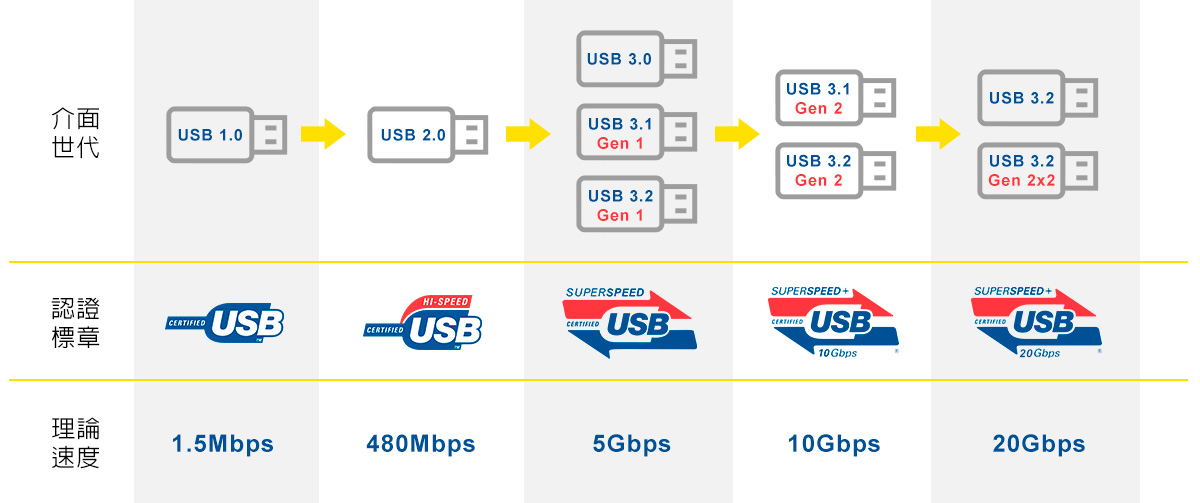 介面
世代
USB 1.0
USB 2.0
USB 3.0
USB 3.1
Gen 1
USB 3.2
Gen 1
USB 3.1
Gen 2
USB 3.2
Gen 2
USB 3.2
USB 3.2
Gen 2x2
認證
標章
CERTIFIED USB TM
HI-SPEED
CERTIFIED USB TM
SUPERSPEED
CERTIFIED USB
SUPERSPEED+
CERTIFIED USB
10Gbps ®
SUPERSPEED+
CERTIFIED USB
20Gbps ®
理論
速度
1.5Mbps
480Mbps
5Gbps
10Gbps
20Gbps